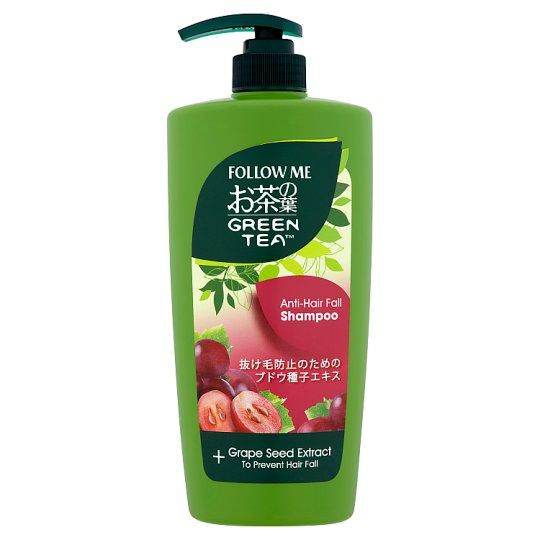 FOLLOW ME
お茶の葉
GREEN
TEA™
Anti-Hair Fall
Shampoo
抜け毛防止のための
ブドウ種子エキス
+ Grape Seed Extract
To Prevent Hair Fall